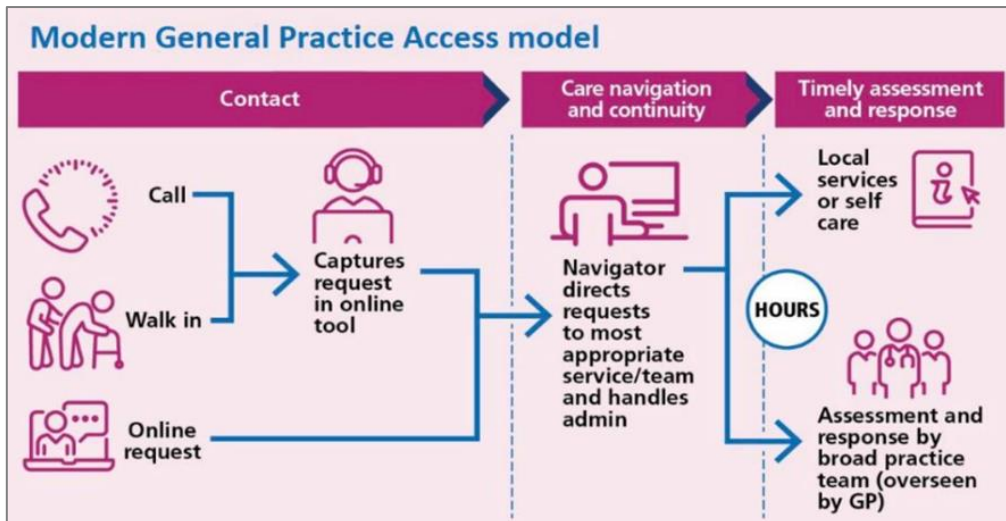 Modern General Practice Access model
Contact
Care navigation
and continuity
Timely assessment
and response
Call
Walk in
Online
request
Captures
request
in online
tool
Navigator
directs
requests
to most
appropriate
service/team
and handles
admin
Local
services
or self
care
i
HOURS
Assessment and
response by
broad practice
team (overseen
by GP)